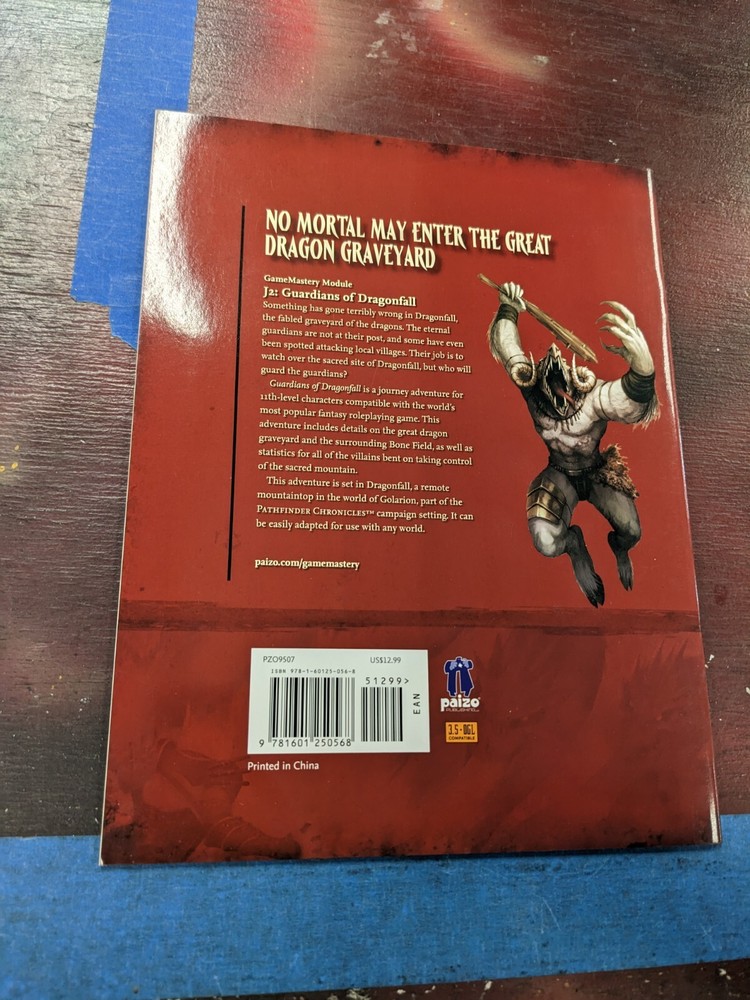 NO MORTAL MAY ENTER THE GREAT
DRAGON GRAVEYARD
GameMastery Module
J2: Guardians of Dragonfall
Something has gone terribly wrong in Dragonfall,
the fabled graveyard of the dragons. The eternal
guardians are not at their post, and some have even
been spotted attacking local villages. Their job is to
watch over the sacred site of Dragonfall, but who will
guard the guardians?
Guardians of Dragonfall is a journey adventure for
11th-level characters compatible with the world's
most popular fantasy roleplaying game. This
adventure includes details on the great dragon
graveyard and the surrounding Bone Field, as well as
statistics for all of the villains bent on taking control
of the sacred mountain.
This adventure is set in Dragonfall, a remote
mountaintop in the world of Golarion, part of the
PATHFINDER CHRONICLES™ campaign setting. It can
be easily adapted for use with any world.
paizo.com/gamemastery
PZO9507 US$12.99
ISBN 978-1-60125-056-8
51299>
EAN
9 781601 250568
Printed in China
paizo®
PUBLISHING
3.5 OGL
COMPATIBLE